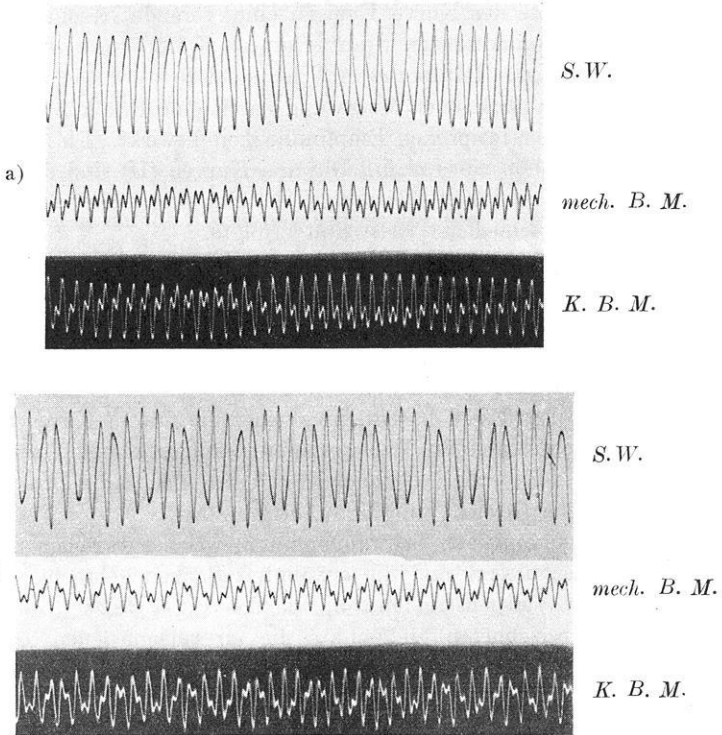 S.W.
a)
mech. B. M.
K. B. M.
S.W.
mech. B. M.
K. B. M.